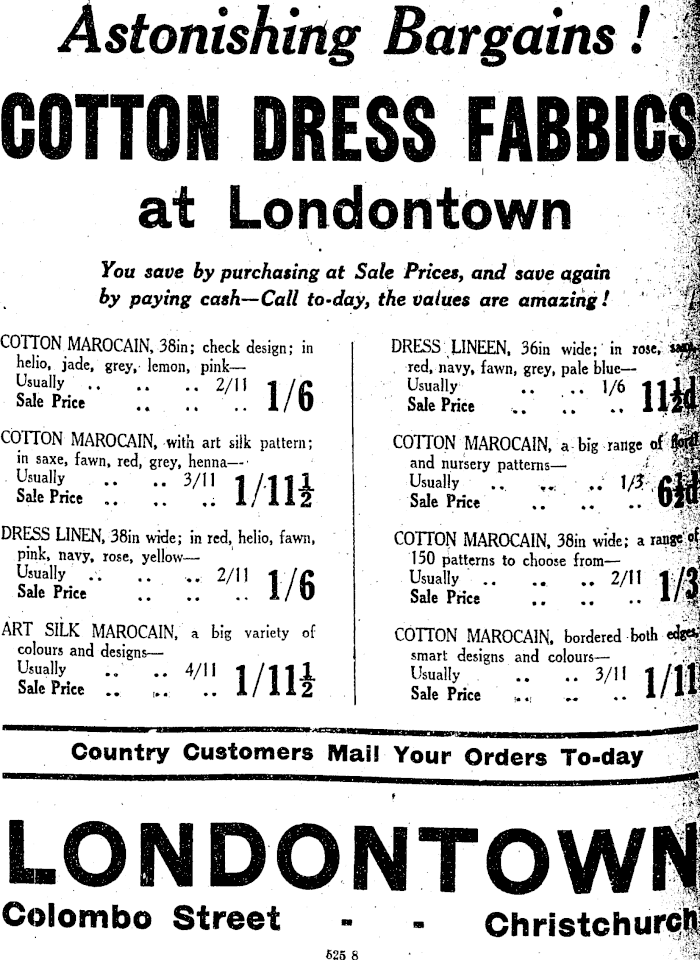 Astonishing Bargains !
COTTON DRESS FABBICS
at Londontown
You save by purchasing at Sale Prices, and save again
by paying cash—Call to-day, the values are amazing !
COTTON MAROCAIN, 38in; check design; in
helio, jade, grey, lemon, pink—
Usually .. .. .. 2/11
Sale Price .. .. .. 1/6
COTTON MAROCAIN, with art silk pattern;
in saxe, fawn, red, grey, henna—
Usually .. .. 3/11
Sale Price .. .. .. 1/11½
DRESS LINEN, 38in wide; in red, helio, fawn,
pink, navy, rose, yellow—
Usually .. .. .. 2/11
Sale Price .. .. .. 1/6
ART SILK MAROCAIN, a big variety of
colours and designs—
Usually .. .. 4/11
Sale Price .. .. .. 1/11½
DRESS LINEEN, 36in wide; in rose,
red, navy, fawn, grey, pale blue—
Usually .. .. 1/6
Sale Price .. .. .. 11½d
COTTON MAROCAIN, a big range of floral
and nursery patterns—
Usually .. .. .. 1/3
Sale Price .. .. 6½d
COTTON MAROCAIN, 38in wide; a range of
150 patterns to choose from—
Usually .. .. .. 2/11
Sale Price .. .. .. 1/3
COTTON MAROCAIN, bordered both edges,
smart designs and colours—
Usually .. .. 3/11
Sale Price .. .. .. 1/11
Country Customers Mail Your Orders To-day
LONDONTOWN
Colombo Street - - Christchurch
525 8